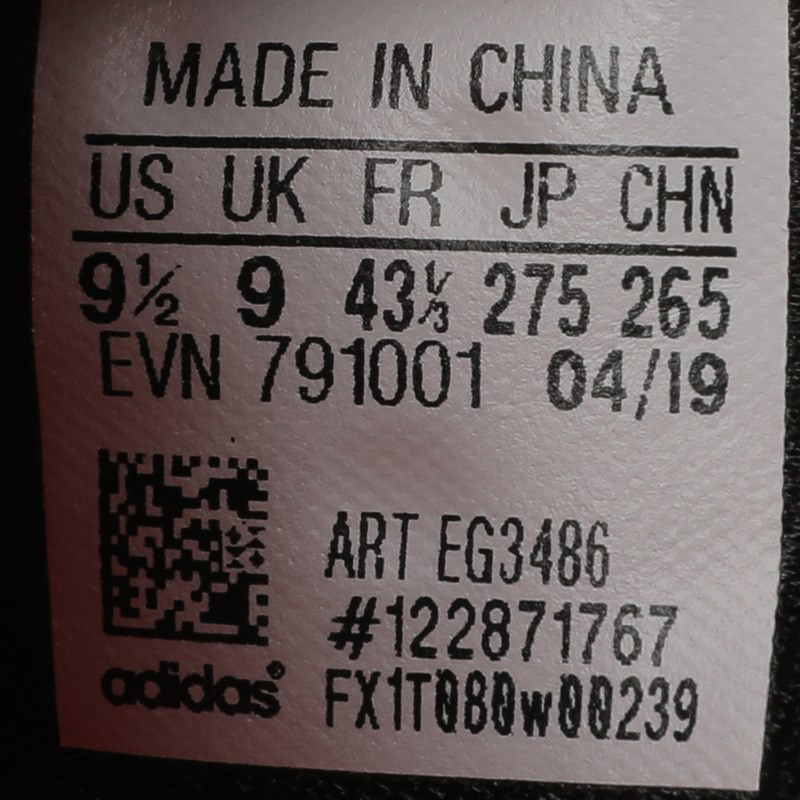 MADE IN CHINA
US UK FR JP CHN
9½ 9 43⅓ 275 265
EVN 791001 04/19
ART EG3486
#122871767
adidas®
FX1T080w00239